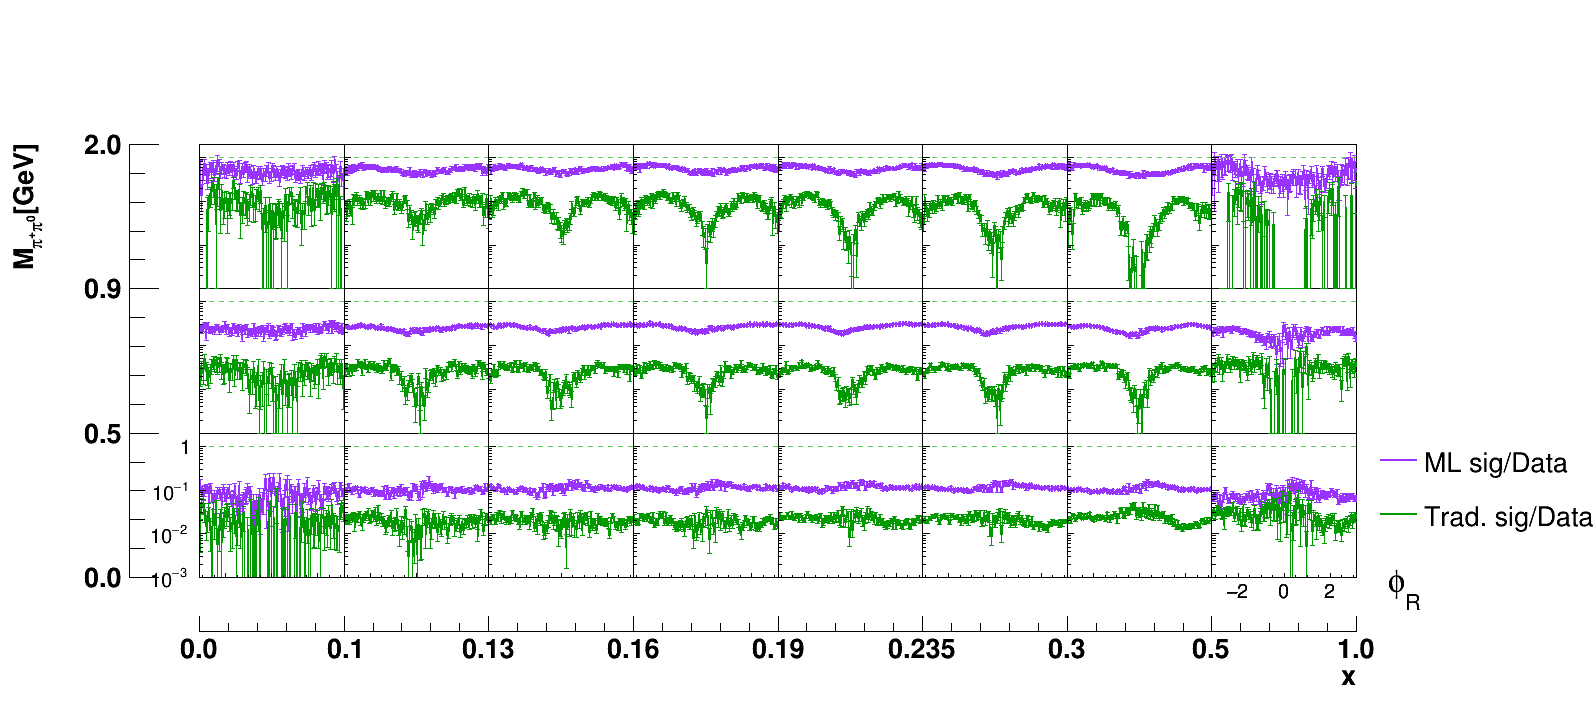 M π⁺π⁰ [GeV]
2.0
0.9
0.5
0.0
1
10⁻¹
10⁻²
10⁻³
ML sig/Data
Trad. sig/Data
−2 0 2
ϕR
0.0 0.1 0.13 0.16 0.19 0.235 0.3 0.5 1.0
x